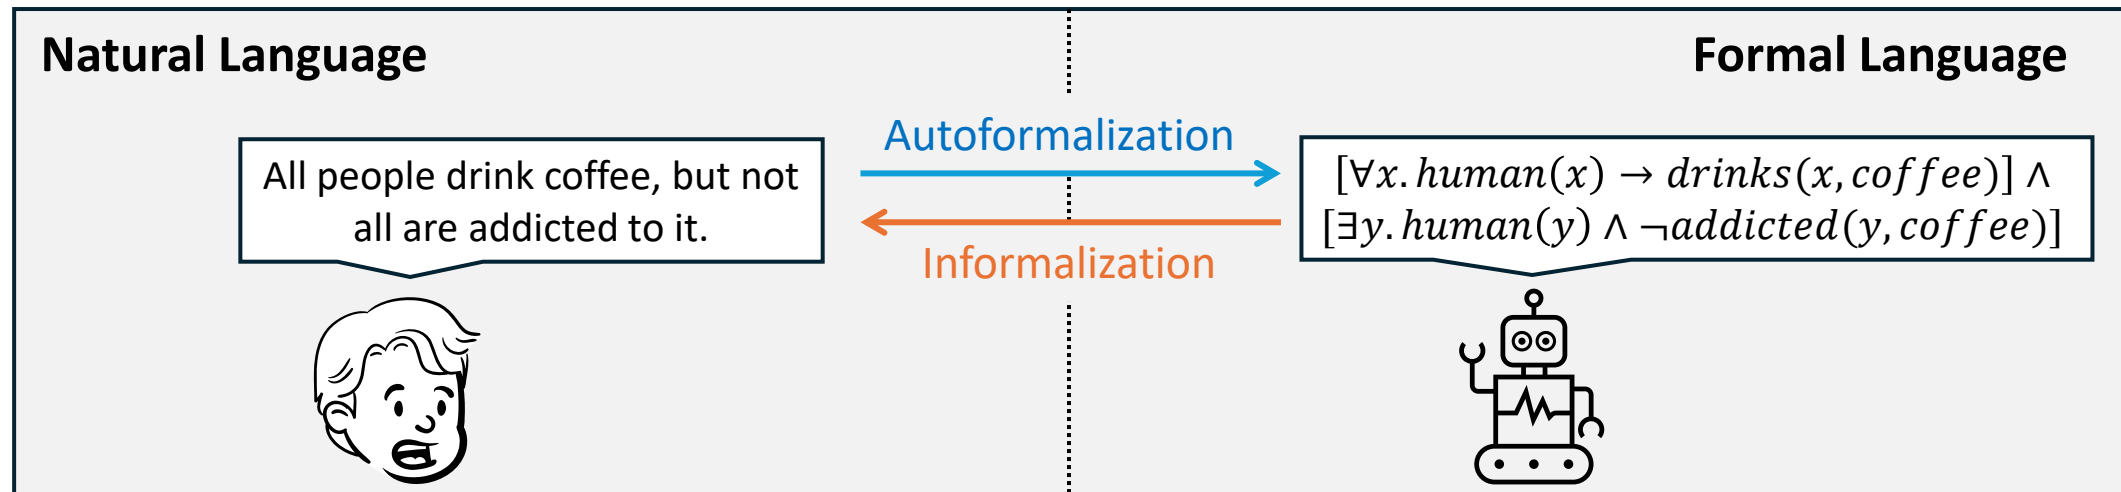 Natural Language
Formal Language
All people drink coffee, but not
all are addicted to it.
Autoformalization
Informalization
[∀x. human(x) → drinks(x, coffee)] ∧
[∃y. human(y) ∧ ¬addicted(y, coffee)]